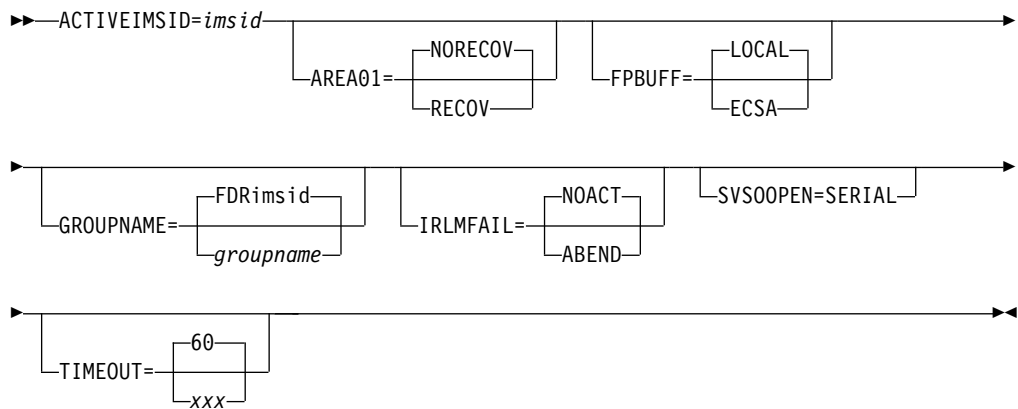 ACTIVEIMSID=imsid
AREA01=
NORECOV
RECOV
FPBUFF=
LOCAL
ECSA
GROUPNAME=
FDRimsid
groupname
IRLMFAIL=
NOACT
ABEND
SVSOOPEN=SERIAL
TIMEOUT=
60
xxx